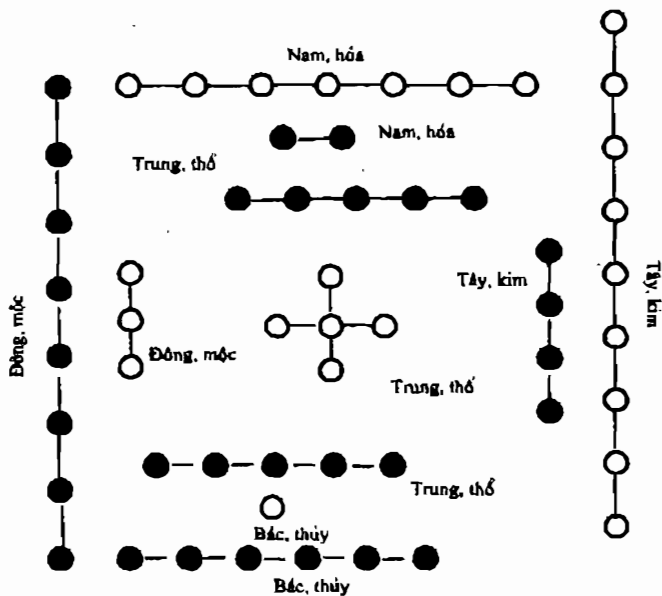 Nam, hỏa
Nam, hỏa
Trung, thổ
Tây, kim
Tây, kim
Đông, mộc
Đông, mộc
Trung, thổ
Trung, thổ
Bắc, thủy
Bắc, thủy